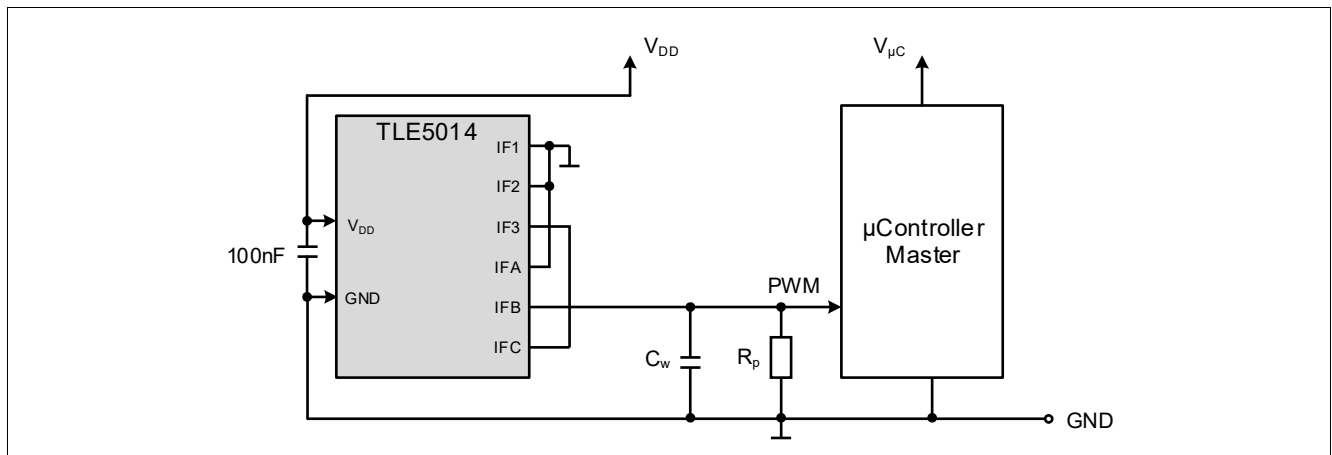 V_DD
V_µC
TLE5014
IF1
IF2
IF3
IFA
IFB
IFC
V_DD
GND
100nF
PWM
µController
Master
C_w
R_p
GND